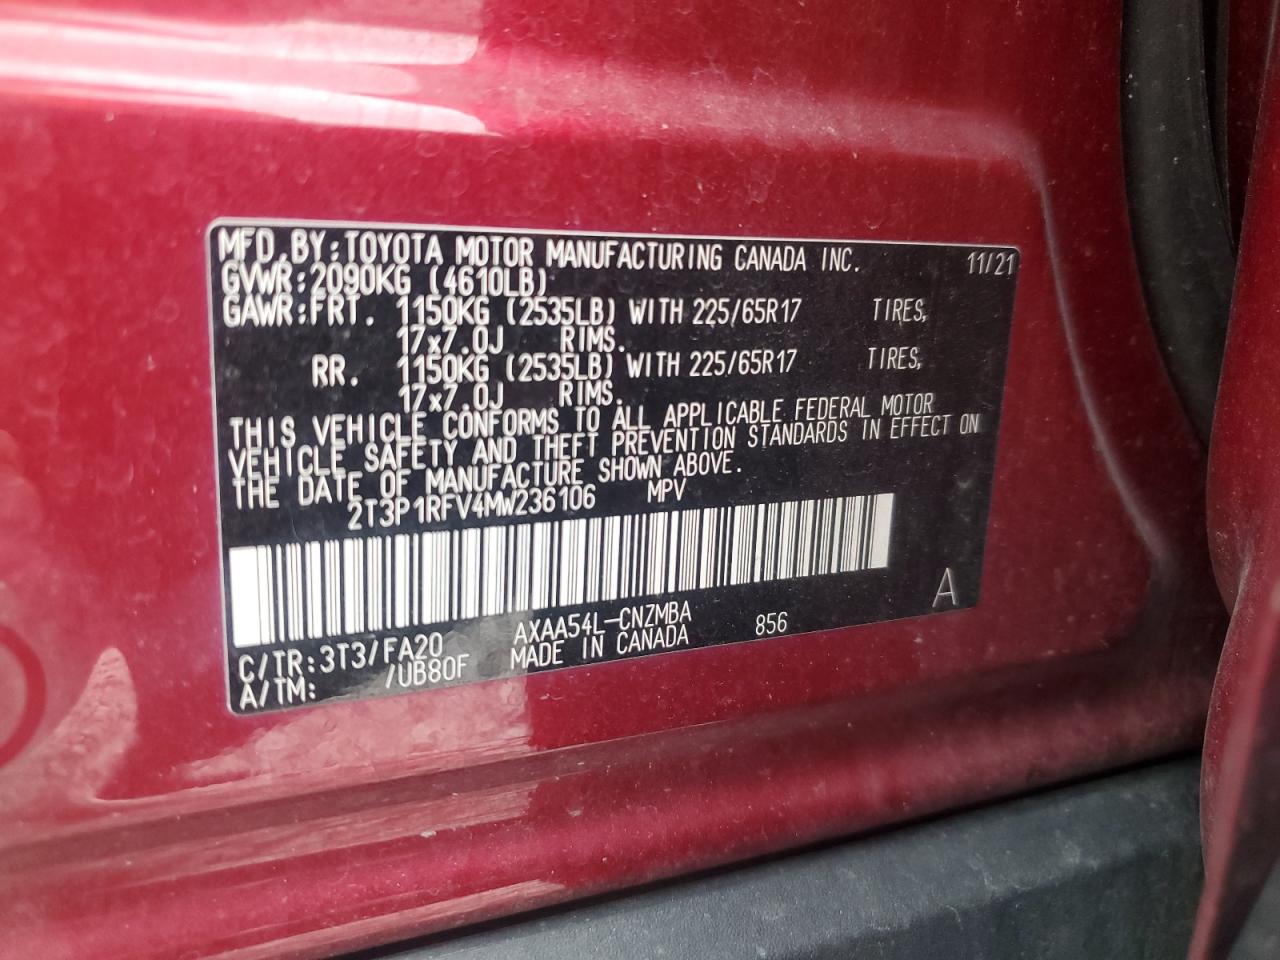 MFD.BY:TOYOTA MOTOR MANUFACTURING CANADA INC. 11/21
GVWR:2090KG (4610LB)
GAWR:FRT. 1150KG (2535LB) WITH 225/65R17 TIRES,
17x7.0J RIMS.
RR. 1150KG (2535LB) WITH 225/65R17 TIRES,
17x7.0J RIMS.
THIS VEHICLE CONFORMS TO ALL APPLICABLE FEDERAL MOTOR
VEHICLE SAFETY AND THEFT PREVENTION STANDARDS IN EFFECT ON
THE DATE OF MANUFACTURE SHOWN ABOVE.
2T3P1RFV4MW236106 MPV
A
C/TR:3T3/FA20 AXAA54L-CNZMBA 856
A/TM: /UB80F MADE IN CANADA